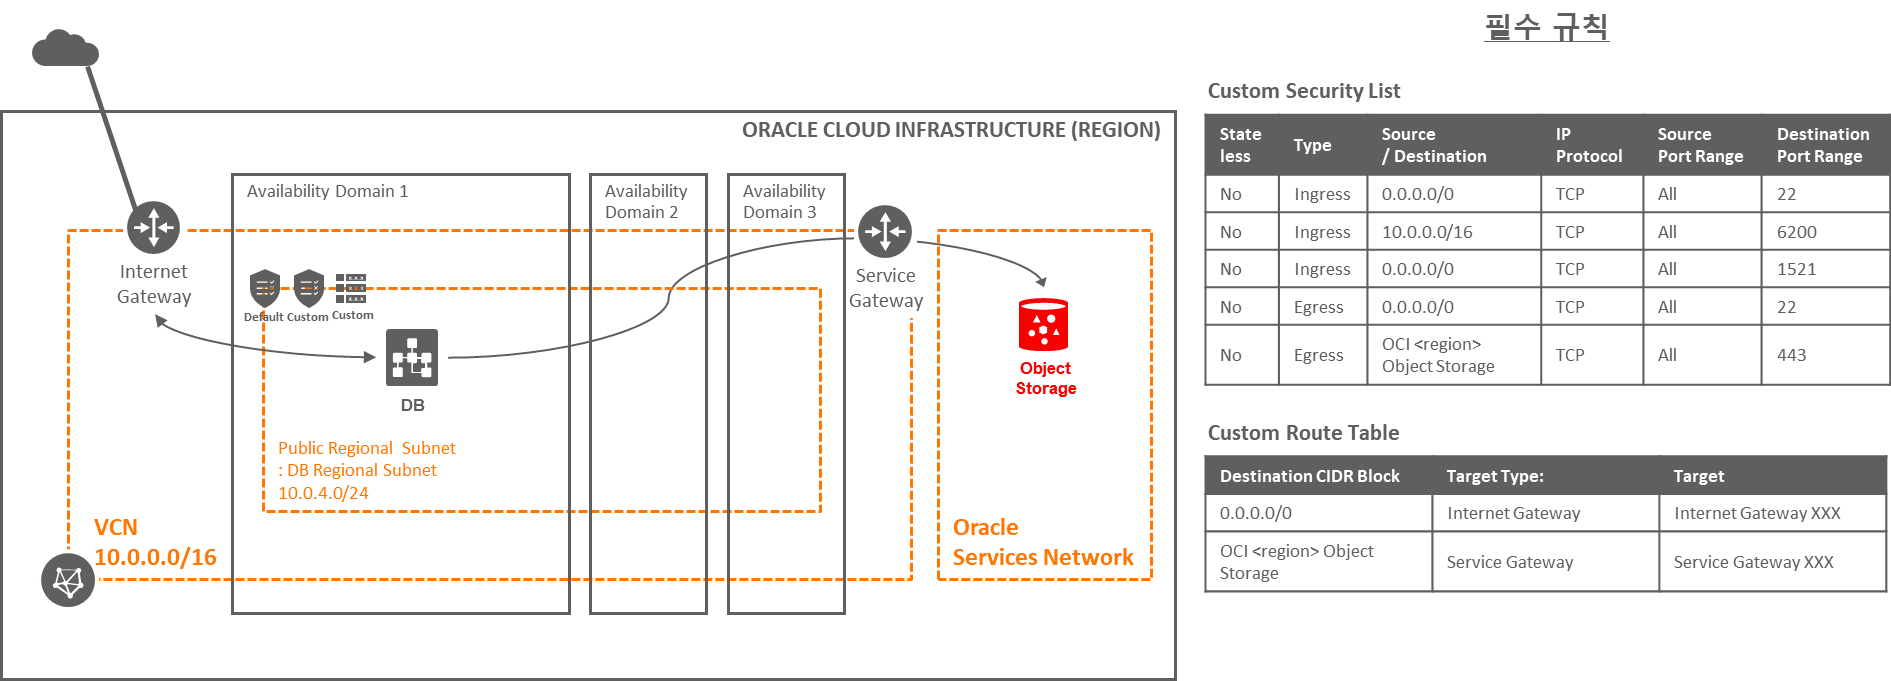 필수 규칙
ORACLE CLOUD INFRASTRUCTURE (REGION)
Availability Domain 1
Availability
Domain 2
Availability
Domain 3
Internet
Gateway
Service
Gateway
Default Custom Custom
DB
Object
Storage
Public Regional Subnet
: DB Regional Subnet
10.0.4.0/24
VCN
10.0.0.0/16
Oracle
Services Network
Custom Security List
State
less
Type
Source
/ Destination
IP
Protocol
Source
Port Range
Destination
Port Range
No Ingress 0.0.0.0/0 TCP All 22
No Ingress 10.0.0.0/16 TCP All 6200
No Ingress 0.0.0.0/0 TCP All 1521
No Egress 0.0.0.0/0 TCP All 22
No Egress OCI <region>
Object Storage TCP All 443
Custom Route Table
Destination CIDR Block Target Type: Target
0.0.0.0/0 Internet Gateway Internet Gateway XXX
OCI <region> Object
Storage Service Gateway Service Gateway XXX